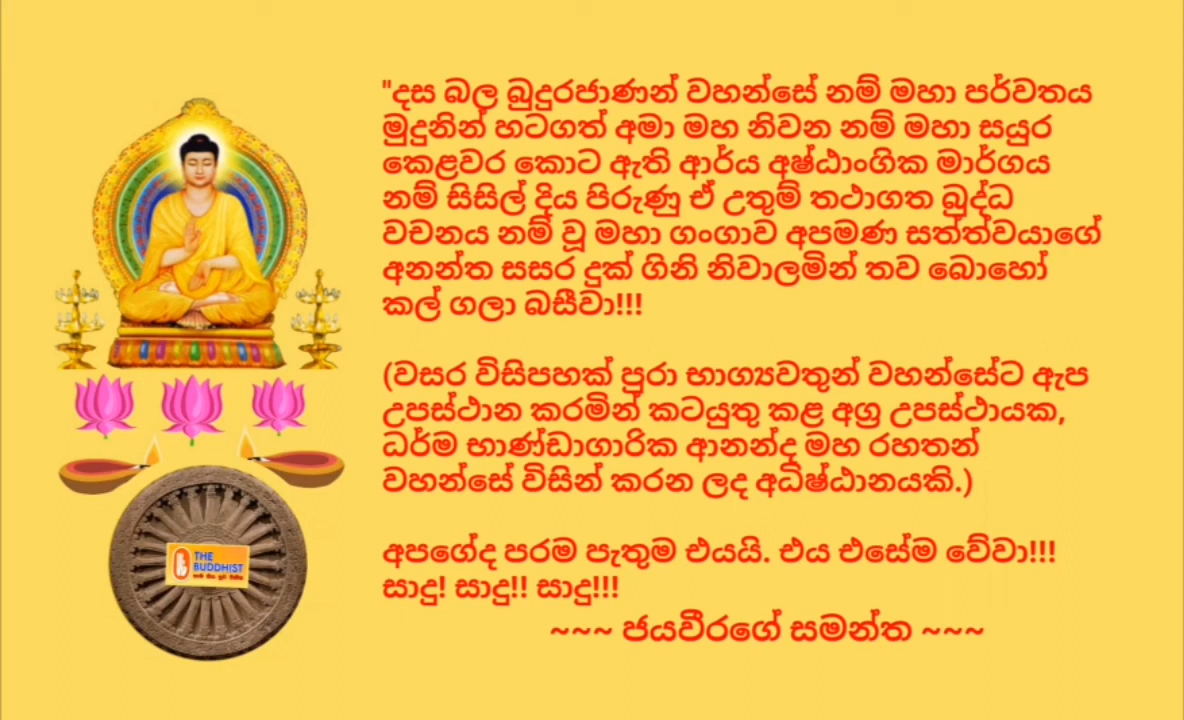 "දස බල බුදුරජාණන් වහන්සේ නම් මහා පර්වතය
මුදුනින් හටගත් අමා මහ නිවන නම් මහා සයුර
කෙළවර කොට ඇති ආර්ය අෂ්ඨාංගික මාර්ගය
නම් සිසිල් දිය පිරුණු ඒ උතුම් තථාගත බුද්ධ
වචනය නම් වූ මහා ගංගාව අපමණ සත්ත්වයාගේ
අනන්ත සසර දුක් ගිනි නිවාලමින් තව බොහෝ
කල් ගලා බසීවා!!!
(වසර විසිපහක් පුරා භාග්‍යවතුන් වහන්සේට ඇප
උපස්ථාන කරමින් කටයුතු කළ අග්‍ර උපස්ථායක,
ධර්ම භාණ්ඩාගාරික ආනන්ද මහ රහතන්
වහන්සේ විසින් කරන ලද අධිෂ්ඨානයකි.)
අපගේද පරම පැතුම එයයි. එය එසේම වේවා!!!
සාදු! සාදු!! සාදු!!!
~~~ ජයවීරගේ සමන්ත ~~~
THE
BUDDHIST